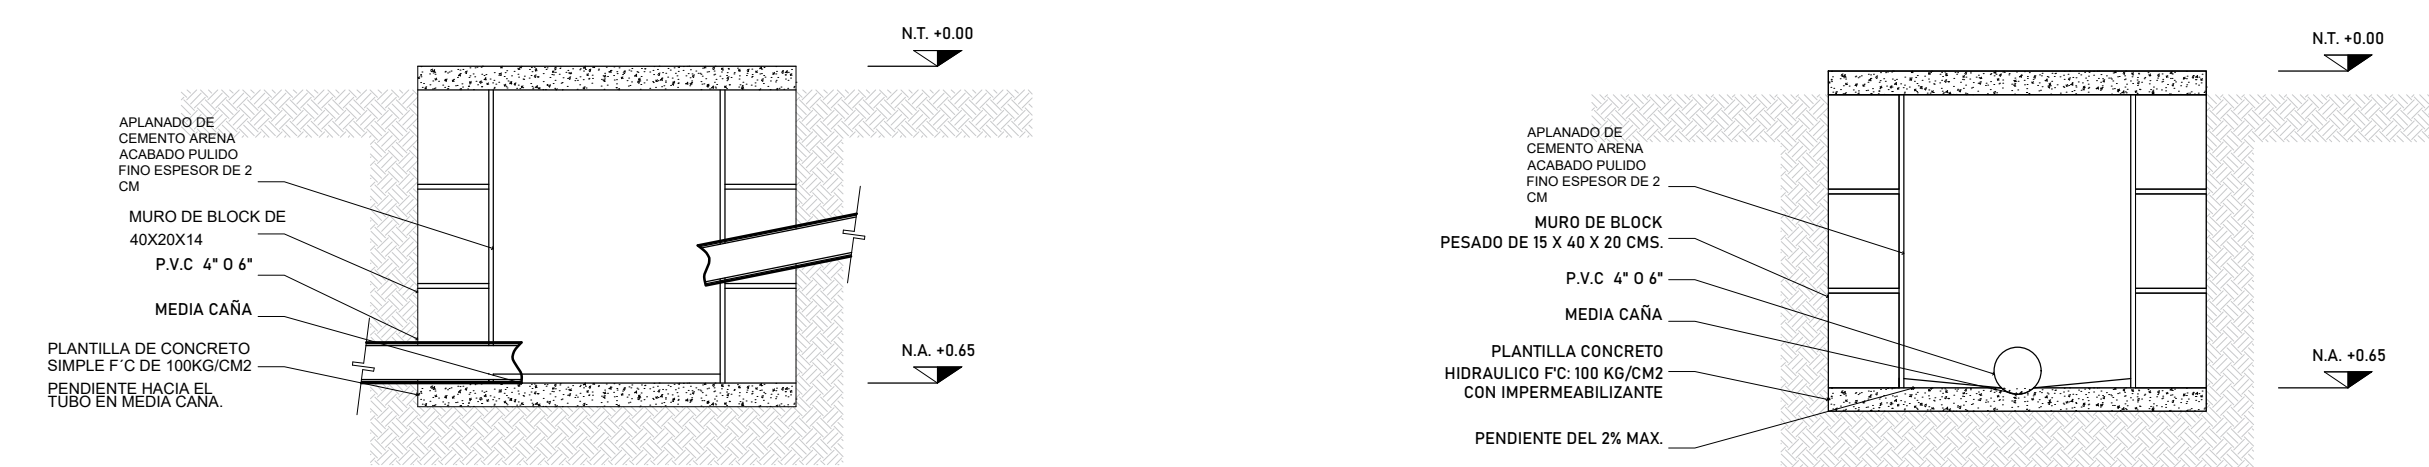 N.T. +0.00
APLANADO DE
CEMENTO ARENA
ACABADO PULIDO
FINO ESPESOR DE 2
CM
MURO DE BLOCK DE
40X20X14
P.V.C 4" O 6"
MEDIA CAÑA
PLANTILLA DE CONCRETO
SIMPLE F´C DE 100KG/CM2
PENDIENTE HACIA EL
TUBO EN MEDIA CAÑA.
N.A. +0.65
N.T. +0.00
APLANADO DE
CEMENTO ARENA
ACABADO PULIDO
FINO ESPESOR DE 2
CM
MURO DE BLOCK
PESADO DE 15 X 40 X 20 CMS.
P.V.C 4" O 6"
MEDIA CAÑA
PLANTILLA CONCRETO
HIDRAULICO F'C: 100 KG/CM2
CON IMPERMEABILIZANTE
PENDIENTE DEL 2% MAX.
N.A. +0.65